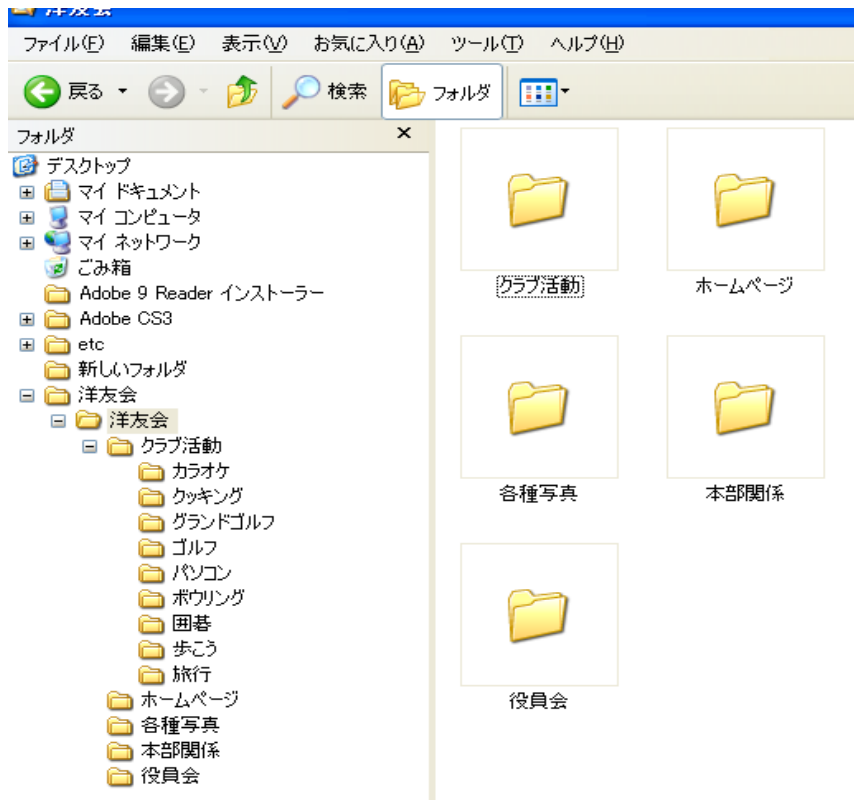 洋友会
ファイル(F) 編集(E) 表示(V) お気に入り(A) ツール(T) ヘルプ(H)
戻る 検索 フォルダ
フォルダ
デスクトップ
マイ ドキュメント
マイ コンピュータ
マイ ネットワーク
ごみ箱
Adobe 9 Reader インストーラー
Adobe CS3
etc
新しいフォルダ
洋友会
洋友会
クラブ活動
カラオケ
クッキング
グランドゴルフ
ゴルフ
パソコン
ボウリング
囲碁
歩こう
旅行
ホームページ
各種写真
本部関係
役員会
クラブ活動 ホームページ
各種写真 本部関係
役員会